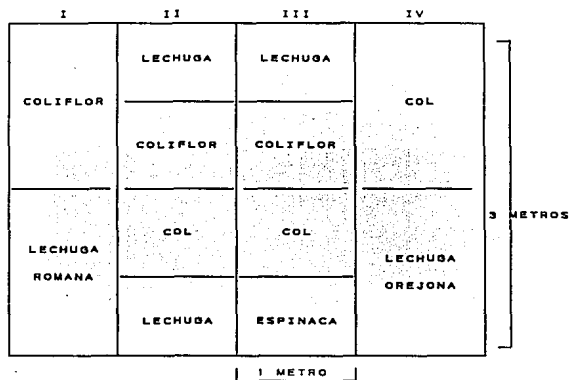 I II III IV
LECHUGA LECHUGA
COLIFLOR COL
COLIFLOR COLIFLOR
3 METROS
COL COL
LECHUGA
ROMANA
LECHUGA
OREJONA
LECHUGA ESPINACA
1 METRO